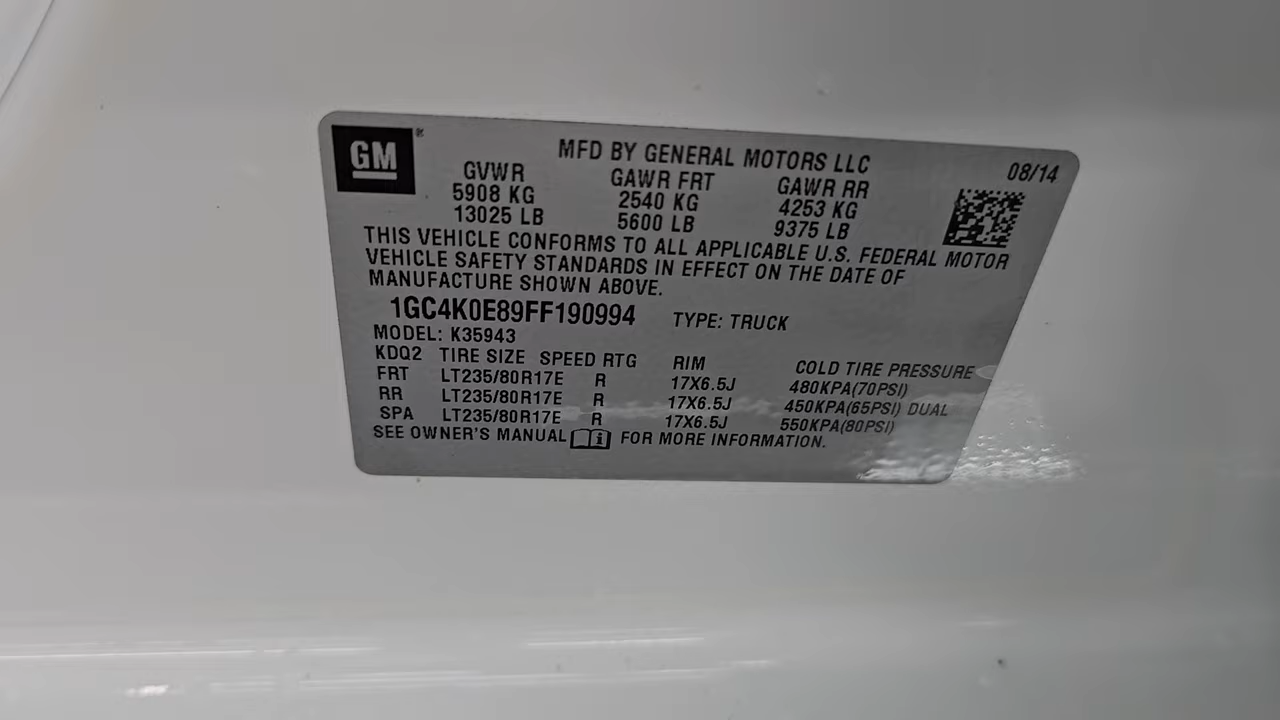 GM®
MFD BY GENERAL MOTORS LLC 08/14
GVWR GAWR FRT GAWR RR
5908 KG 2540 KG 4253 KG
13025 LB 5600 LB 9375 LB
THIS VEHICLE CONFORMS TO ALL APPLICABLE U.S. FEDERAL MOTOR
VEHICLE SAFETY STANDARDS IN EFFECT ON THE DATE OF
MANUFACTURE SHOWN ABOVE.
1GC4K0E89FF190994 TYPE: TRUCK
MODEL: K35943
KDQ2 TIRE SIZE SPEED RTG RIM COLD TIRE PRESSURE
FRT LT235/80R17E R 17X6.5J 480KPA(70PSI)
RR LT235/80R17E R 17X6.5J 450KPA(65PSI) DUAL
SPA LT235/80R17E R 17X6.5J 550KPA(80PSI)
SEE OWNER'S MANUAL FOR MORE INFORMATION.